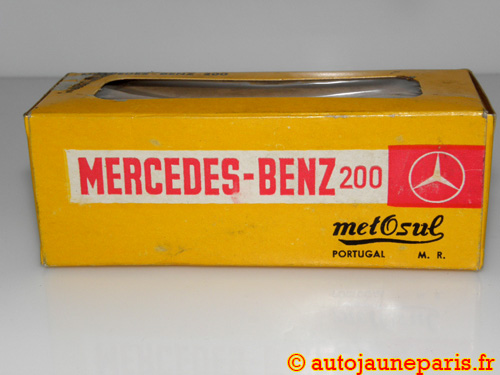 MERCEDES-BENZ 200
metOsul
PORTUGAL M. R.
© autojauneparis.fr